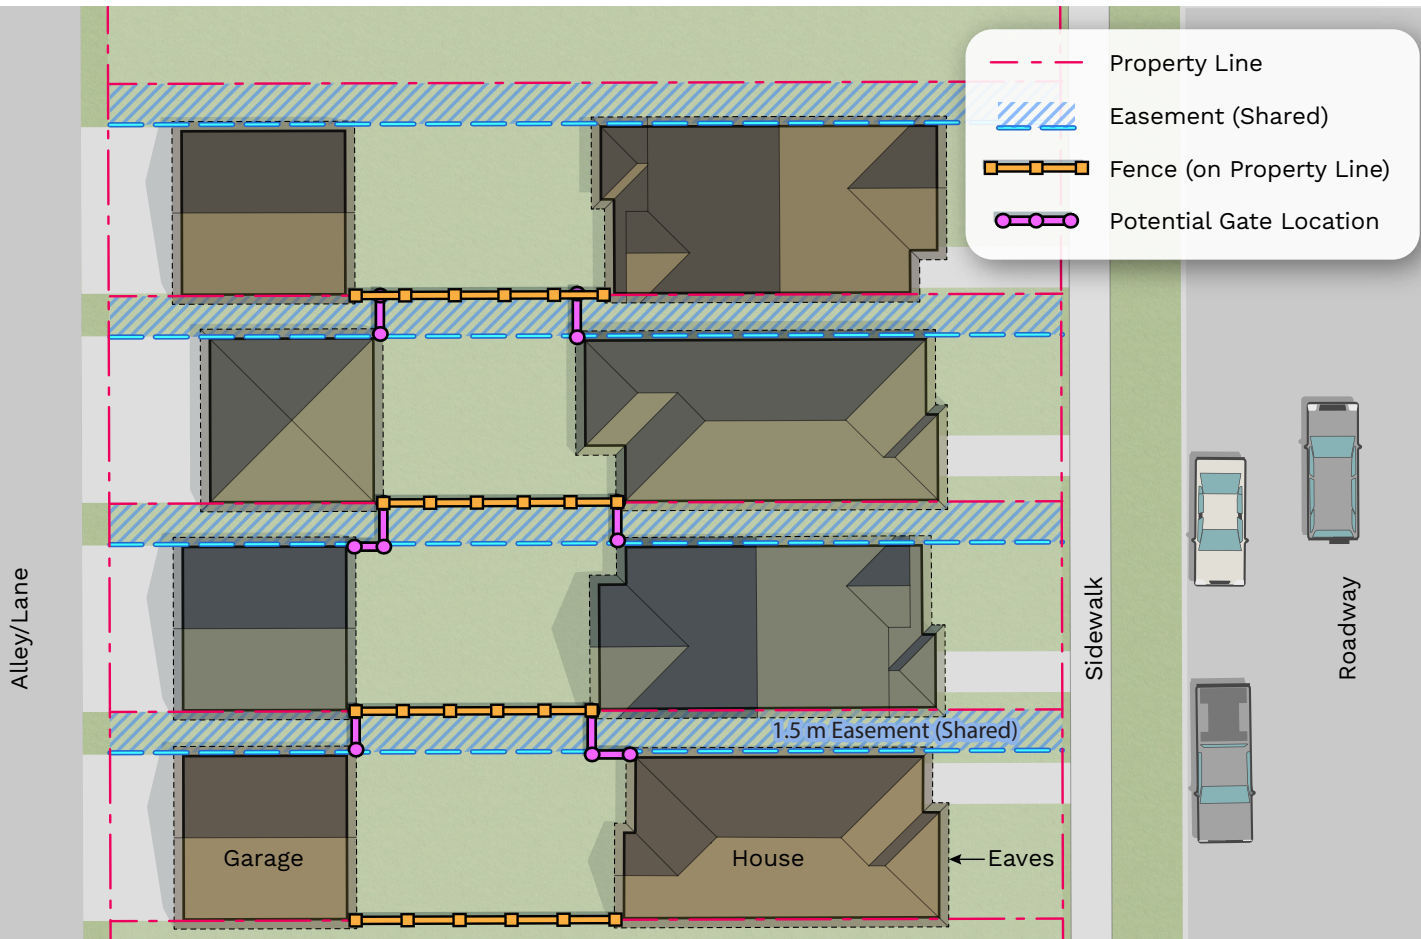 Property Line
Easement (Shared)
Fence (on Property Line)
Potential Gate Location
Alley/Lane
Sidewalk
Roadway
1.5 m Easement (Shared)
Garage
House
Eaves